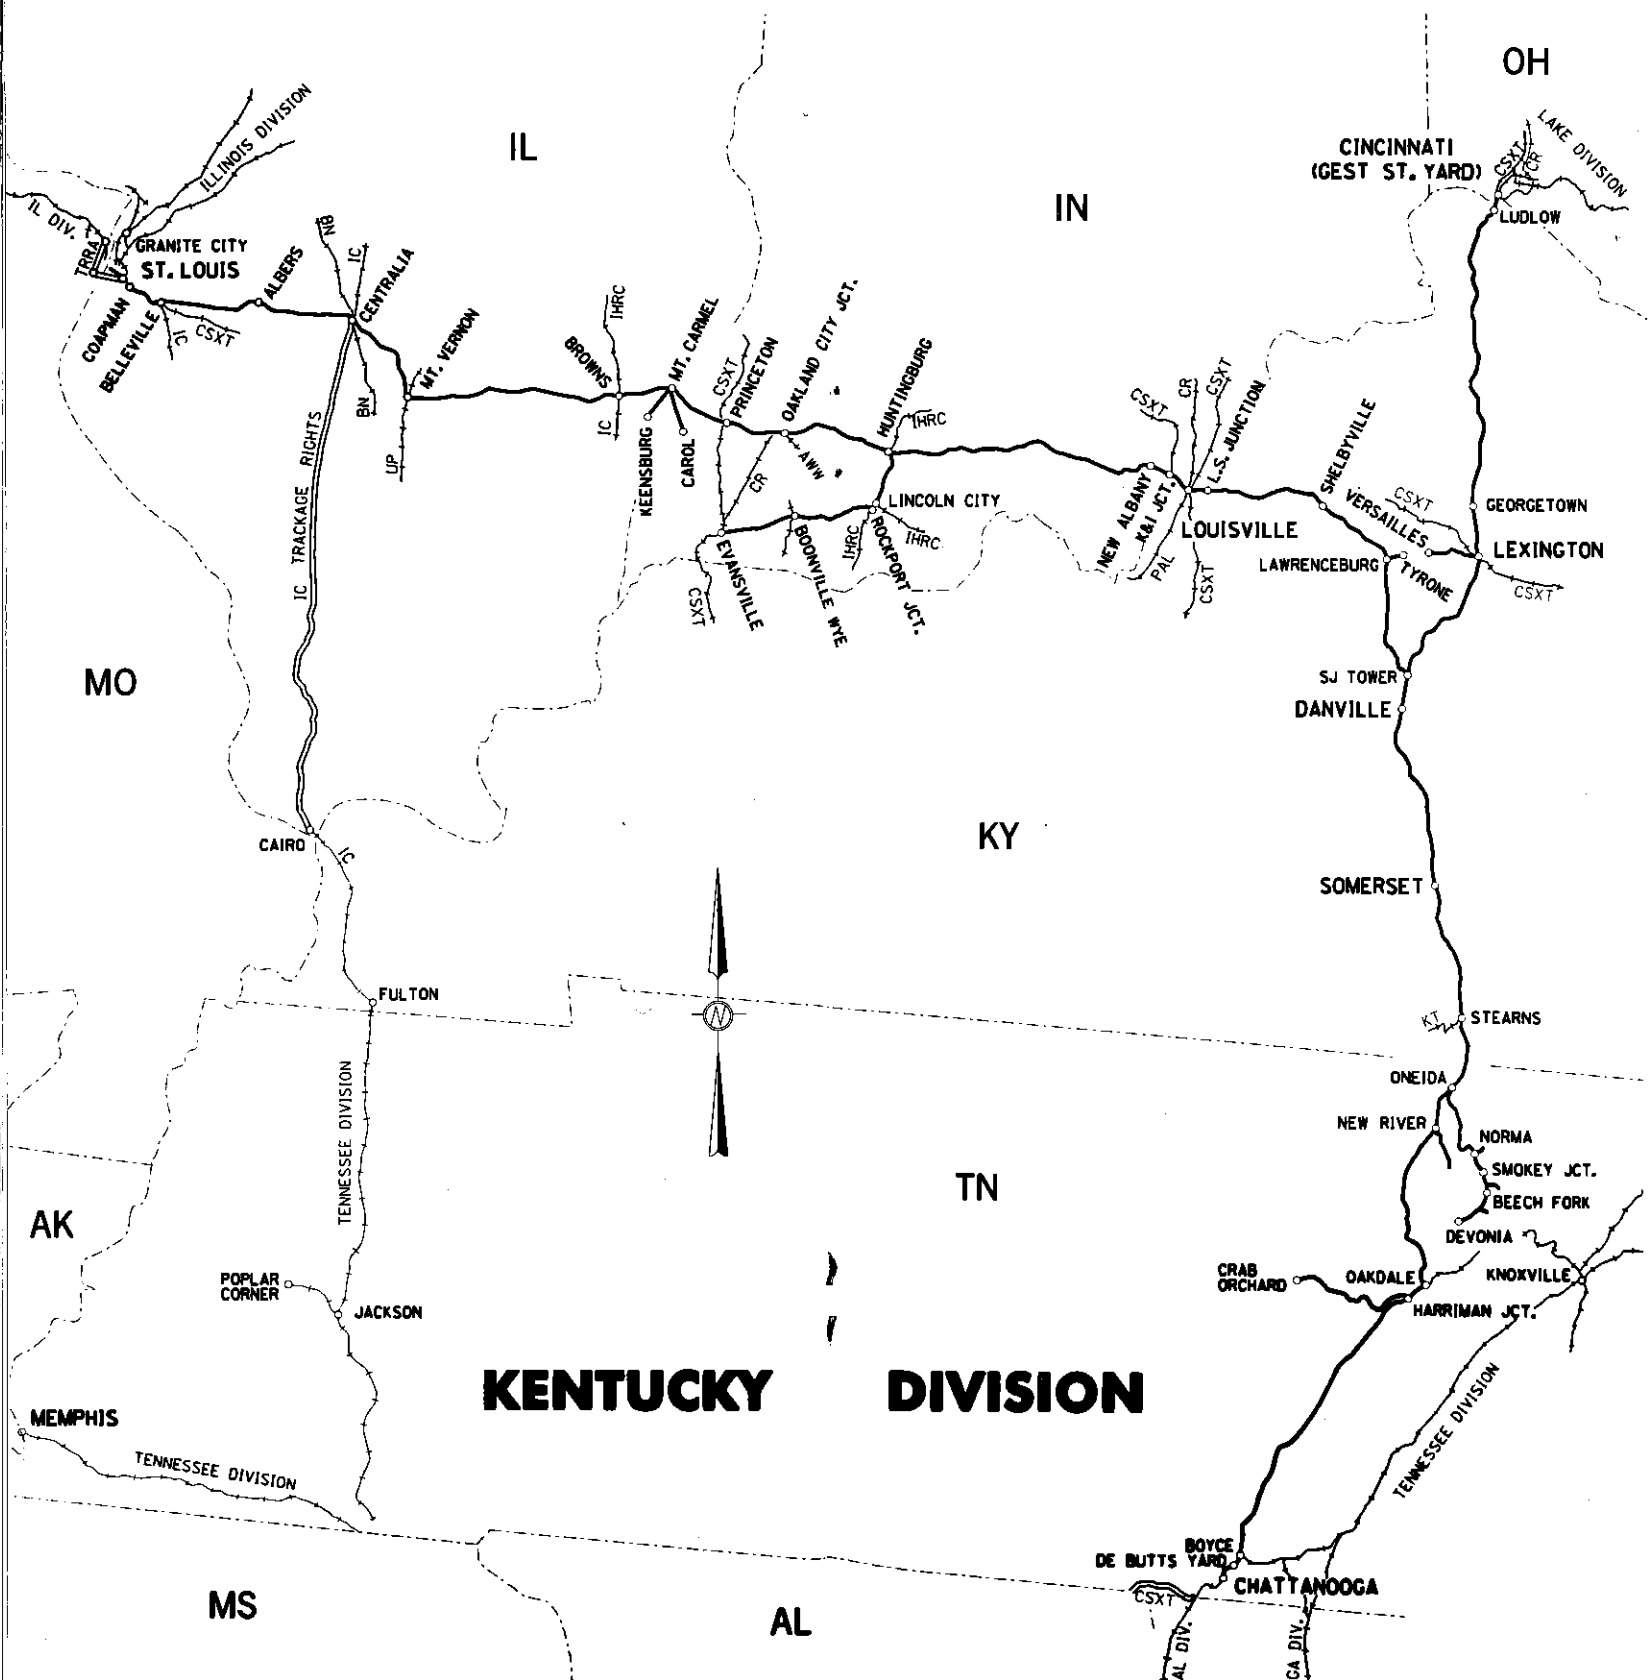 OH
IL
IN
CINCINNATI
(GEST ST. YARD)
CSXT
CR
LAKE DIVISION
LUDLOW
ILLINOIS DIVISION
IL DIV.
TRRA
GRANITE CITY
ST. LOUIS
COAPMAN
BELLEVILLE
IC
CSXT
ALBERS
BN
IC
CENTRALIA
BN
MT. VERNON
UP
IC TRACKAGE RIGHTS
BROWNS
IHRC
IC
MT. CARMEL
KEENSBURG
CAROL
CSXT
PRINCETON
OAKLAND CITY JCT.
AWW
CR
HUNTINGBURG
IHRC
LINCOLN CITY
IHRC
IHRC
ROCKPORT JCT.
BOONVILLE WYE
EVANSVILLE
CSXT
CSXT
CR
CSXT
L.S. JUNCTION
NEW ALBANY
K&I JCT.
PAL
LOUISVILLE
CSXT
SHELBYVILLE
VERSAILLES
CSXT
GEORGETOWN
LEXINGTON
CSXT
LAWRENCEBURG
TYRONE
SJ TOWER
DANVILLE
MO
CAIRO
IC
KY
SOMERSET
FULTON
N
STEARNS
KT
ONEIDA
NEW RIVER
NORMA
SMOKEY JCT.
BEECH FORK
DEVONIA
TENNESSEE DIVISION
TN
AK
POPLAR
CORNER
JACKSON
CRAB
ORCHARD
OAKDALE
KNOXVILLE
HARRIMAN JCT.
KENTUCKY DIVISION
MEMPHIS
TENNESSEE DIVISION
TENNESSEE DIVISION
BOYCE
DE BUTTS YARD
CHATTANOOGA
CSXT
MS
AL
AL DIV.
GA DIV.